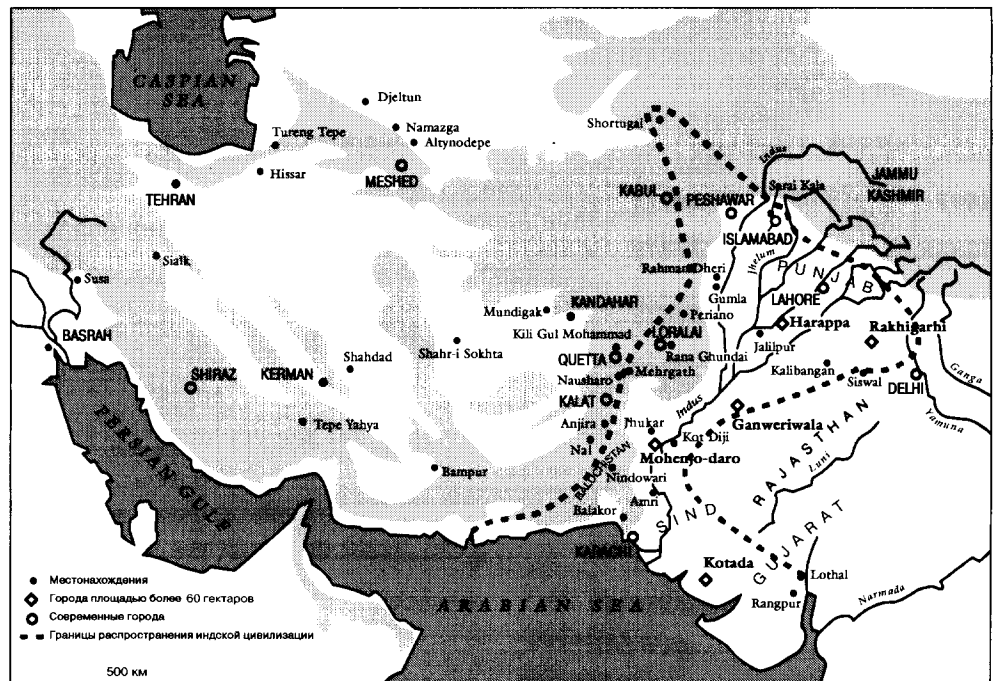 CASPIAN
SEA
Djeltun
Namazga
Altynodepe
Tureng Tepe
Hissar
MESHED
TEHRAN
Shortugai
Indus
JAMMU
KASHMIR
Sarai Kala
KABUL
PESHAWAR
ISLAMABAD
Jhelum
PUNJAB
Sialk
Susa
BASRAH
Rahman Dheri
Gumla
LAHORE
Mundigak
KANDAHAR
Periano
Harappa
Rakhigarhi
Kili Gul Mohammad
LORALAI
Jalilpur
Shahr-i Sokhta
QUETTA
Rana Ghundai
Kalibangan
Ganga
Shahdad
Mehrgath
Siswal
DELHI
SHIRAZ
KERMAN
Nausharo
KALAT
Indus
Yamuna
Tepe Yahya
Anjira
Jhukar
Ganweriwala
Kot Diji
PERSIAN GULF
Nal
Mohenjo-daro
RAJASTHAN
Luni
Bampur
BALUCHISTAN
Nindowari
Amri
Balakor
SIND
KARACHI
GUJARAT
Kotada
Lothal
Rangpur
Narmada
ARABIAN SEA
Местонахождения
Города площадью более 60 гектаров
Современные города
Границы распространения индской цивилизации
500 км